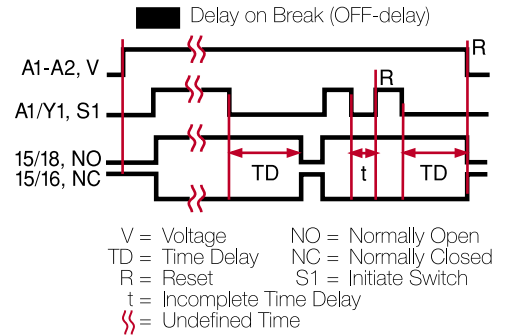 Delay on Break (OFF-delay)
R
A1-A2, V
R
A1/Y1, S1
15/18, NO
15/16, NC
TD
t
TD
V = Voltage
NO = Normally Open
TD = Time Delay
NC = Normally Closed
R = Reset
S1 = Initiate Switch
t = Incomplete Time Delay
= Undefined Time